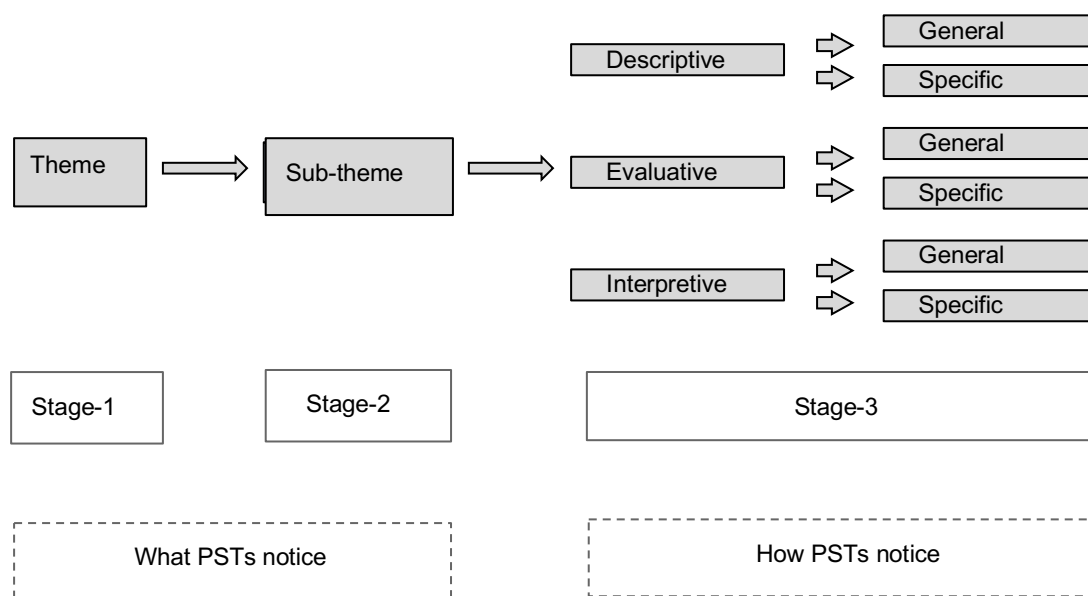 General
Descriptive
Specific
General
Theme
Sub-theme
Evaluative
Specific
General
Interpretive
Specific
Stage-1
Stage-2
Stage-3
What PSTs notice
How PSTs notice